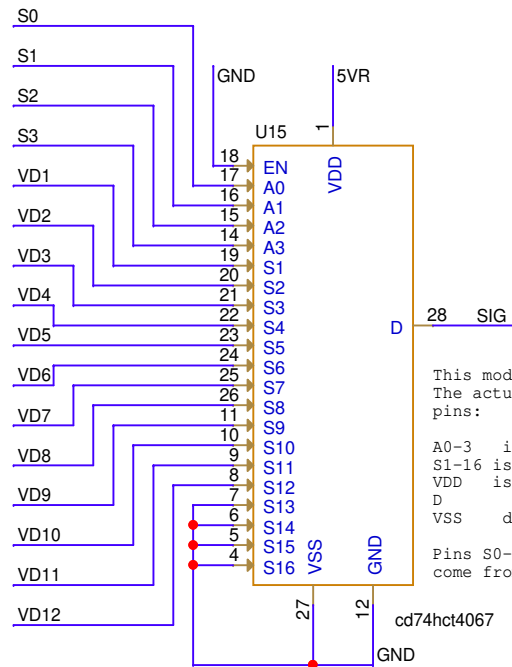 S0
S1
S2
S3
VD1
VD2
VD3
VD4
VD5
VD6
VD7
VD8
VD9
VD10
VD11
VD12
GND
5VR
U15
1
VDD
18 EN
17 A0
16 A1
15 A2
14 A3
19 S1
20 S2
21 S3
22 S4
23 S5
24 S6
25 S7
26 S8
11 S9
10 S10
9 S11
8 S12
7 S13
6 S14
5 S15
4 S16
D 28 SIG
VSS
GND
27
12
cd74hct4067
GND
This mod
The actu
pins:
A0-3 i
S1-16 is
VDD is
D
VSS d
Pins S0-
come fro